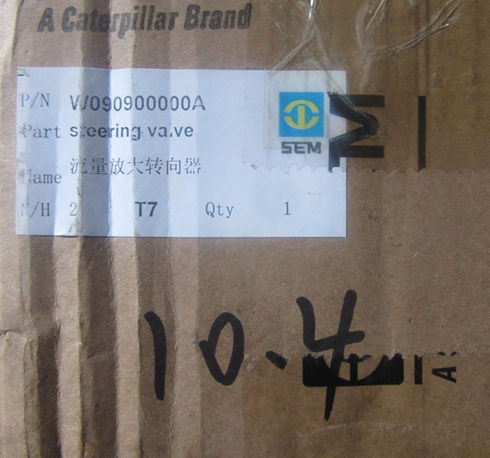 A Caterpillar Brand
P/N W090900000A
Part steering valve
Name 流量放大转向器
SEM
/H 2 T7 Qty 1
10.4